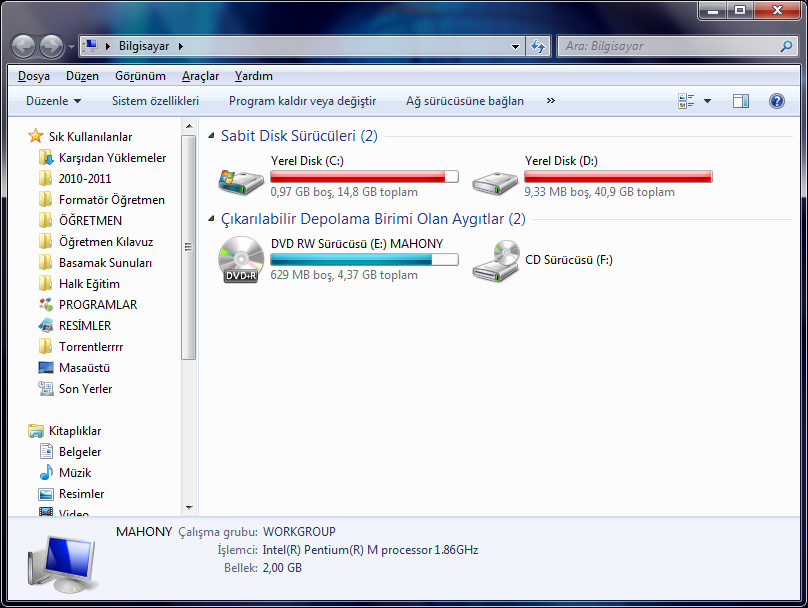 Bilgisayar
Ara: Bilgisayar
Dosya Düzen Görünüm Araçlar Yardım
Düzenle Sistem özellikleri Program kaldır veya değiştir Ağ sürücüsüne bağlan »
Sık Kullanılanlar
Karşıdan Yüklemeler
2010-2011
Formatör Öğretmen
ÖĞRETMEN
Öğretmen Kılavuz
Basamak Sunuları
Halk Eğitim
PROGRAMLAR
RESİMLER
Torrentlerrrr
Masaüstü
Son Yerler
Kitaplıklar
Belgeler
Müzik
Resimler
Video
Sabit Disk Sürücüleri (2)
Yerel Disk (C:)
0,97 GB boş, 14,8 GB toplam
Yerel Disk (D:)
9,33 MB boş, 40,9 GB toplam
Çıkarılabilir Depolama Birimi Olan Aygıtlar (2)
DVD RW Sürücüsü (E:) MAHONY
629 MB boş, 4,37 GB toplam
DVD+R
CD Sürücüsü (F:)
MAHONY Çalışma grubu: WORKGROUP
İşlemci: Intel(R) Pentium(R) M processor 1.86GHz
Bellek: 2,00 GB